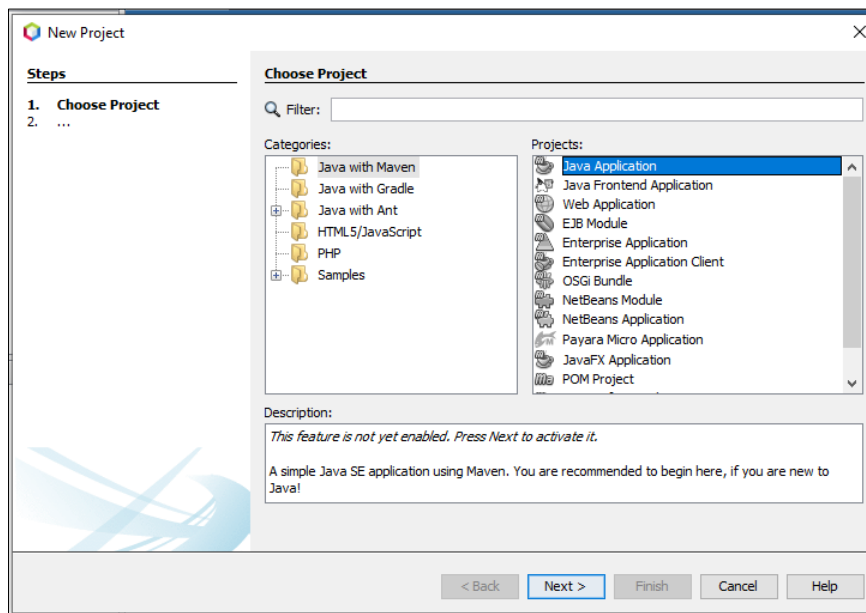 New Project
Steps
1. Choose Project
2. ...
Choose Project
Filter:
Categories:
Java with Maven
Java with Gradle
Java with Ant
HTML5/JavaScript
PHP
Samples
Projects:
Java Application
Java Frontend Application
Web Application
EJB Module
Enterprise Application
Enterprise Application Client
OSGi Bundle
NetBeans Module
NetBeans Application
Payara Micro Application
JavaFX Application
POM Project
Description:
This feature is not yet enabled. Press Next to activate it.
A simple Java SE application using Maven. You are recommended to begin here, if you are new to
Java!
< Back
Next >
Finish
Cancel
Help